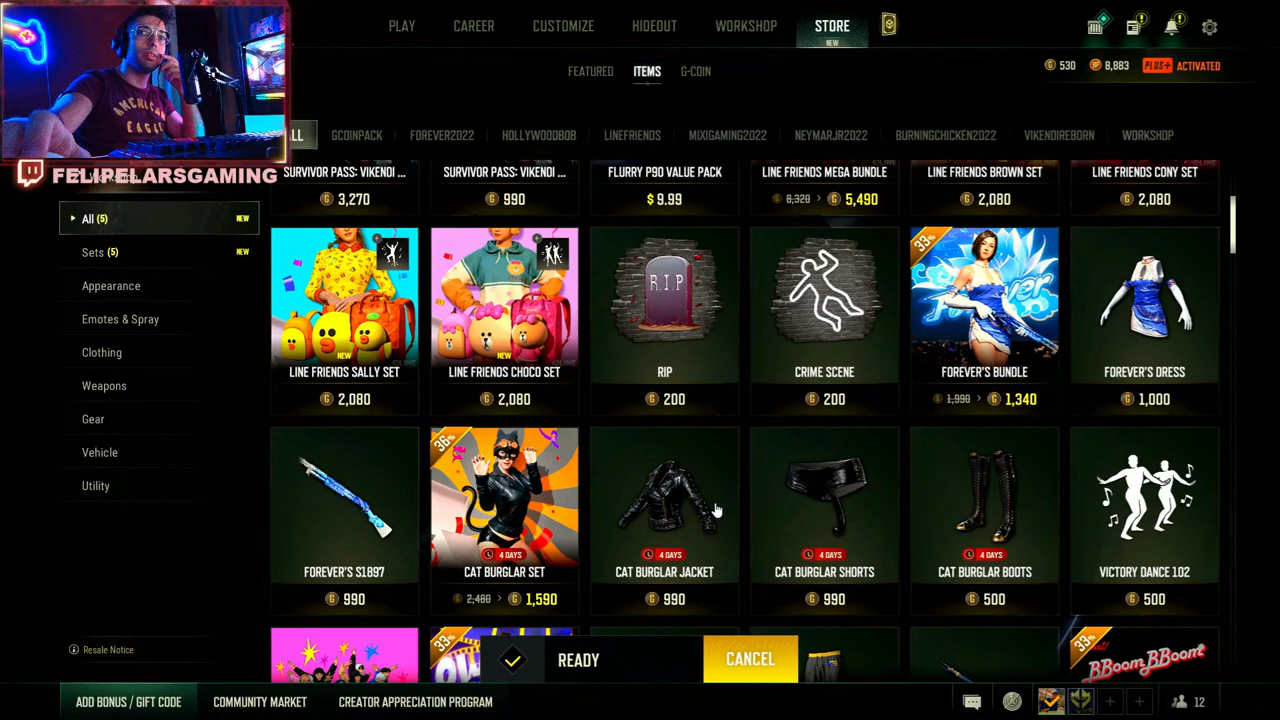 PLAY CAREER CUSTOMIZE HIDEOUT WORKSHOP STORE
NEW
530 8,883 PLUS+ ACTIVATED
FEATURED ITEMS G-COIN
GCOINPACK FOREVER2022 HOLLYWOODBOB LINEFRIENDS MIXIGAMING2022 NEYMARJR2022 BURNINGCHICKEN2022 VIKENDIREBORN WORKSHOP
AMERICAN
EAGLE
FELIPELARSGAMING
SURVIVOR PASS: VIKENDI ... SURVIVOR PASS: VIKENDI ... FLURRY P90 VALUE PACK LINE FRIENDS MEGA BUNDLE LINE FRIENDS BROWN SET LINE FRIENDS CONY SET
G 3,270 G 990 $ 9.99 G 8,320 > G 5,490 G 2,080 G 2,080
All (5) NEW
Sets (5) NEW
Appearance
Emotes & Spray
Clothing
Weapons
Gear
Vehicle
Utility
NEW NEW R.I.P 33%
LINE FRIENDS SALLY SET LINE FRIENDS CHOCO SET RIP CRIME SCENE FOREVER'S BUNDLE FOREVER'S DRESS
G 2,080 G 2,080 G 200 G 200 G 1,990 > G 1,340 G 1,000
36%
4 DAYS 4 DAYS 4 DAYS 4 DAYS
FOREVER'S S1897 CAT BURGLAR SET CAT BURGLAR JACKET CAT BURGLAR SHORTS CAT BURGLAR BOOTS VICTORY DANCE 102
G 990 G 2,480 > G 1,590 G 990 G 990 G 500 G 500
33% 33%
BBOOMBBOOM
Resale Notice
READY CANCEL
ADD BONUS / GIFT CODE COMMUNITY MARKET CREATOR APPRECIATION PROGRAM 12